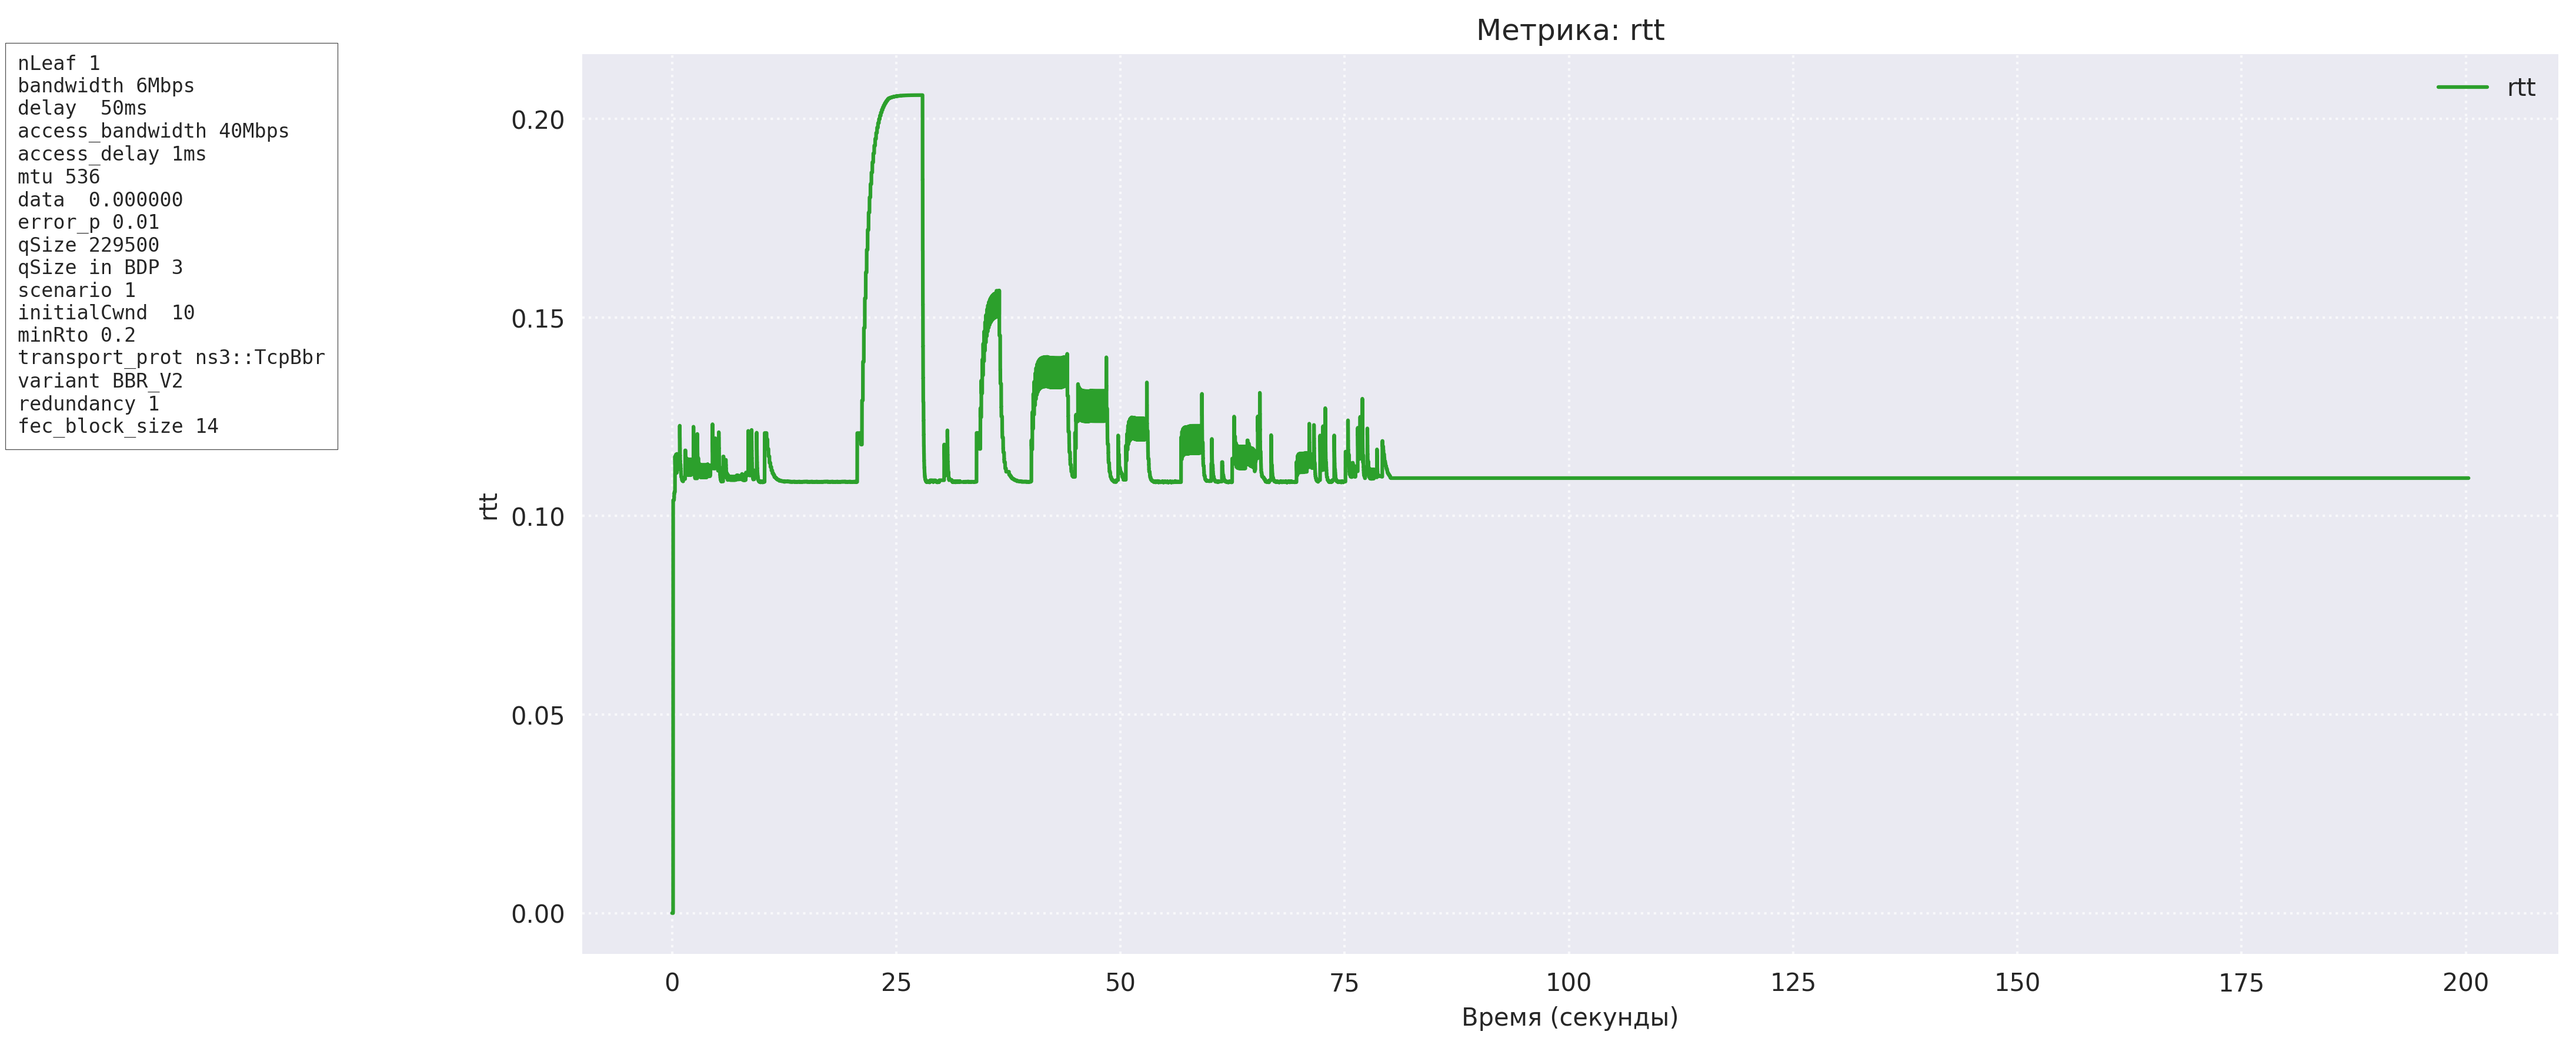 Метрика: rtt
nLeaf 1
bandwidth 6Mbps
delay  50ms
access_bandwidth 40Mbps
access_delay 1ms
mtu 536
data  0.000000
error_p 0.01
qSize 229500
qSize in BDP 3
scenario 1
initialCwnd  10
minRto 0.2
transport_prot ns3::TcpBbr
variant BBR_V2
redundancy 1
fec_block_size 14
rtt
0.20
0.15
0.10
0.05
0.00
rtt
0 25 50 75 100 125 150 175 200
Время (секунды)